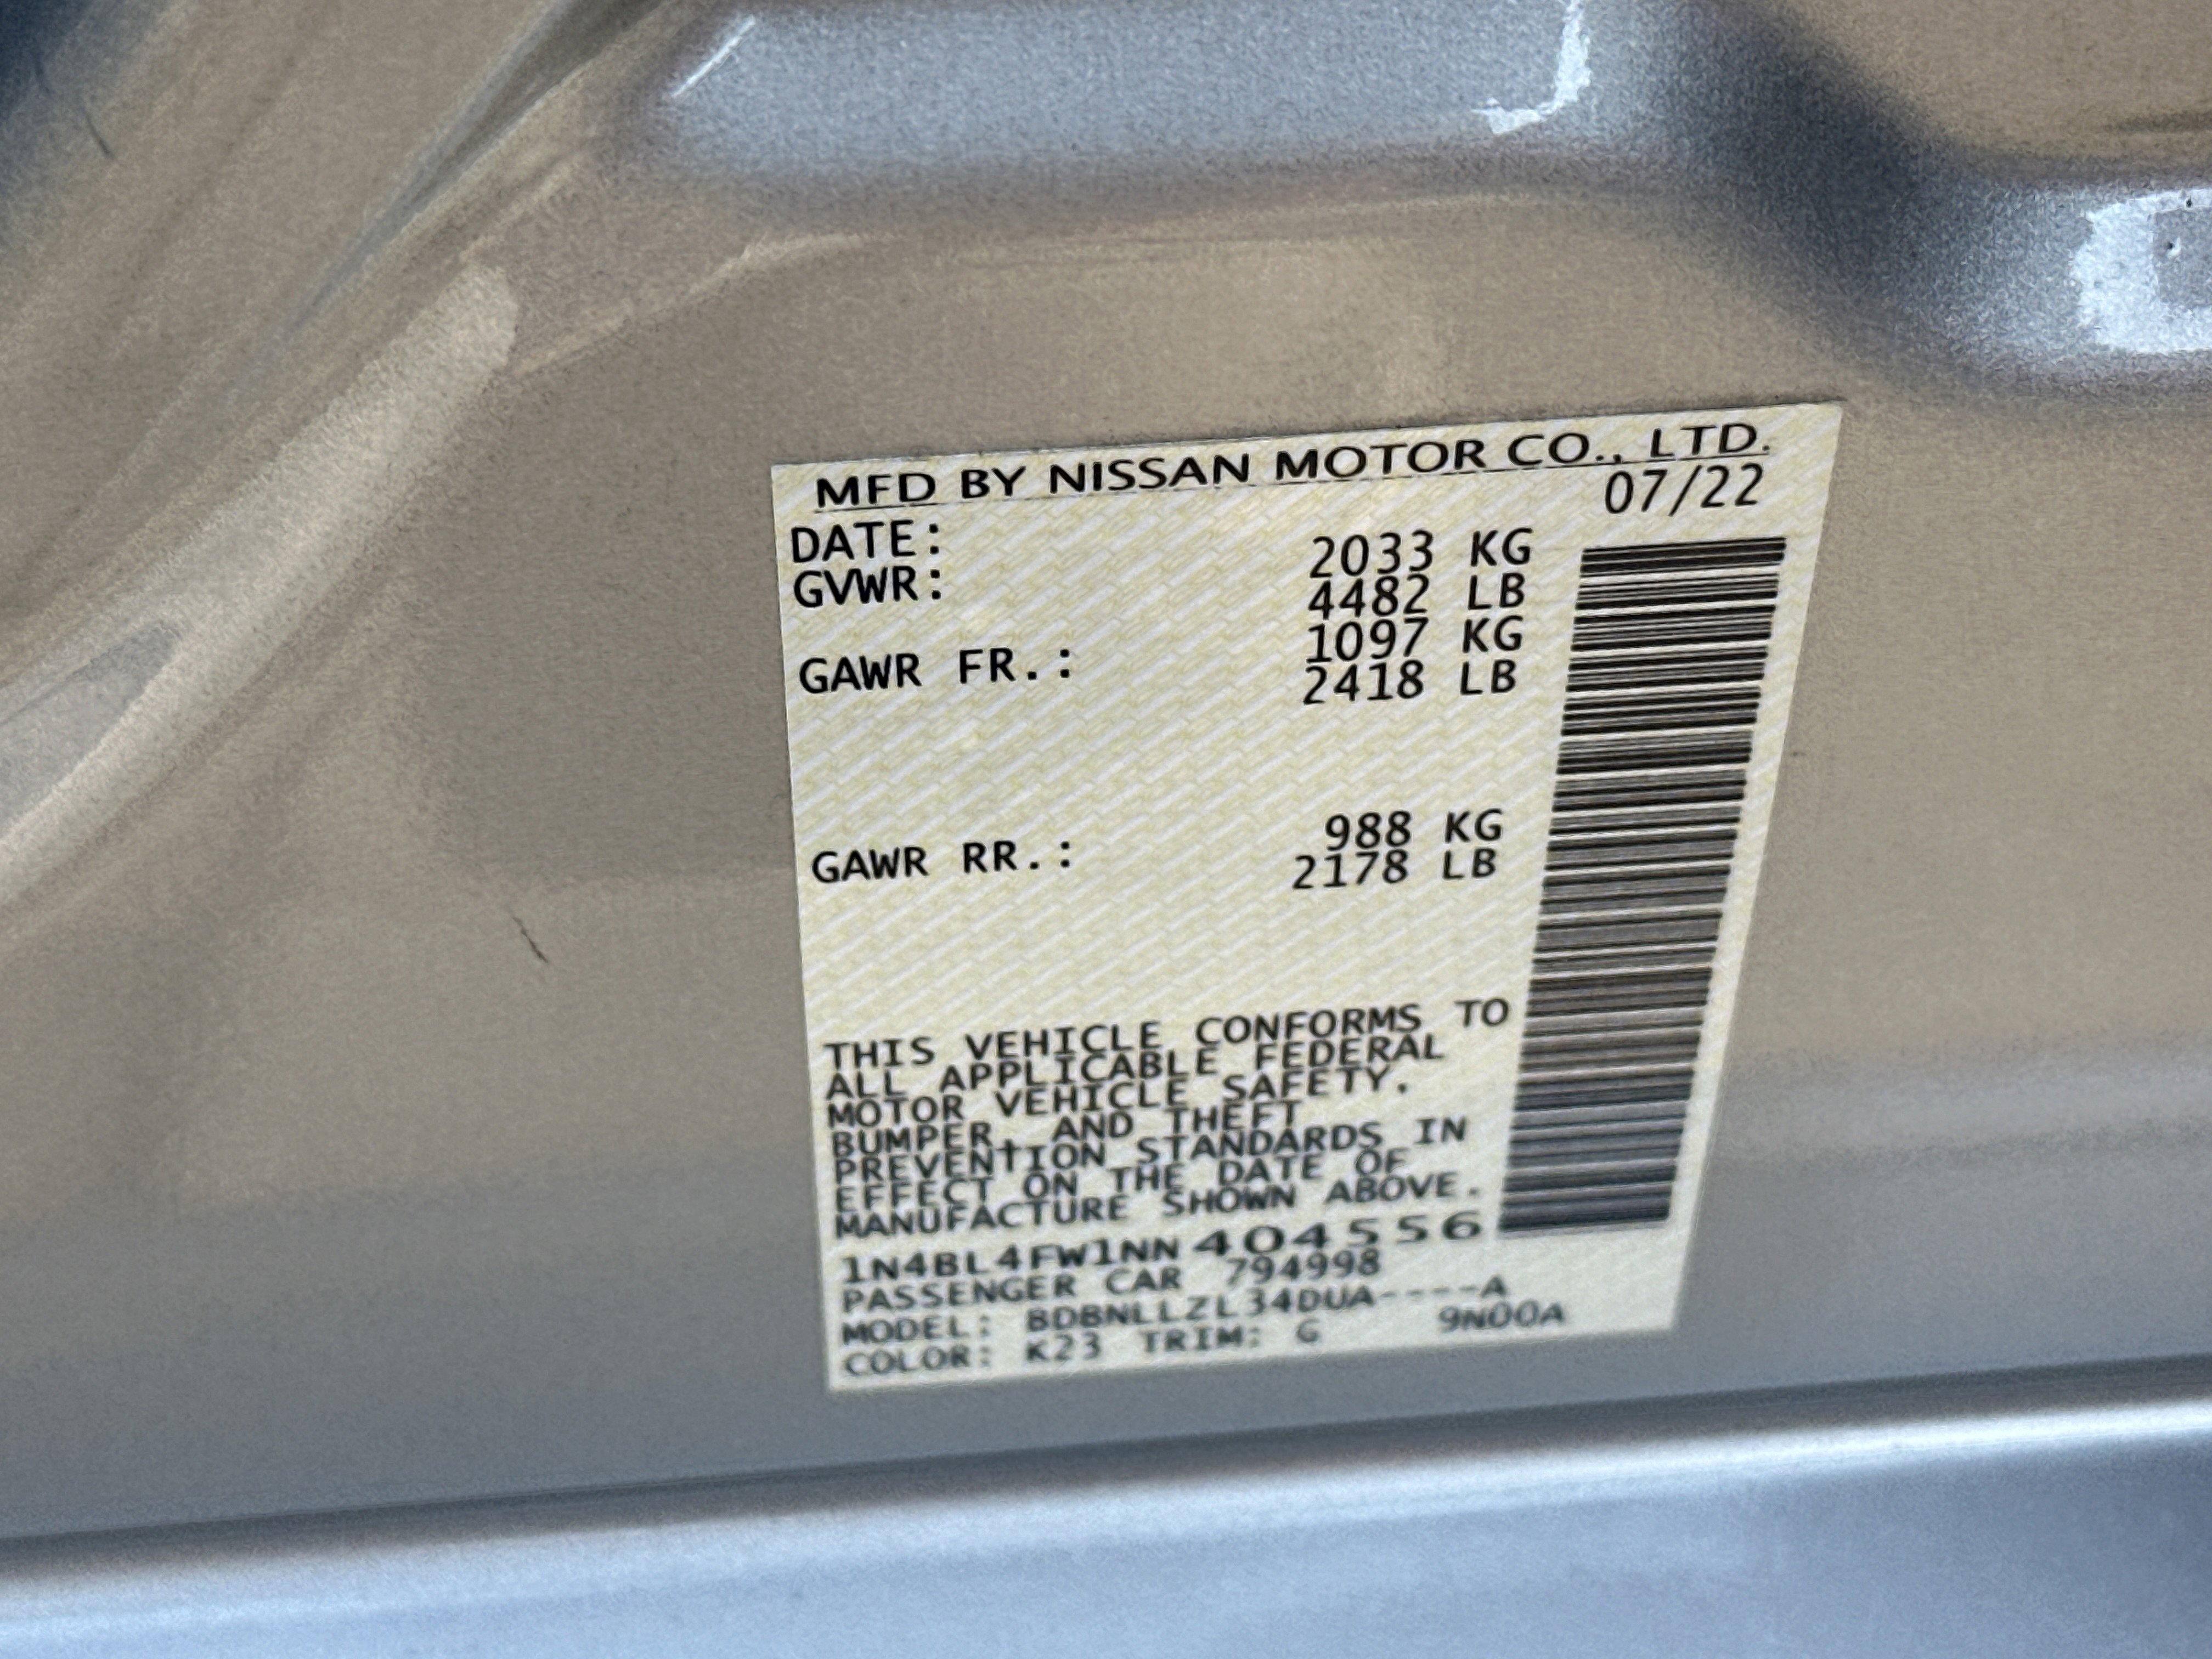 MFD BY NISSAN MOTOR CO., LTD.
DATE: 07/22
GVWR: 2033 KG
4482 LB
GAWR FR.: 1097 KG
2418 LB
GAWR RR.: 988 KG
2178 LB
THIS VEHICLE CONFORMS TO
ALL APPLICABLE FEDERAL
MOTOR VEHICLE SAFETY,
BUMPER, AND THEFT
PREVENTION STANDARDS IN
EFFECT ON THE DATE OF
MANUFACTURE SHOWN ABOVE.
1N4BL4FW1NN404556
PASSENGER CAR 794998
MODEL: BDBNLLZL34DUA----A
COLOR: K23 TRIM: G 9N00A